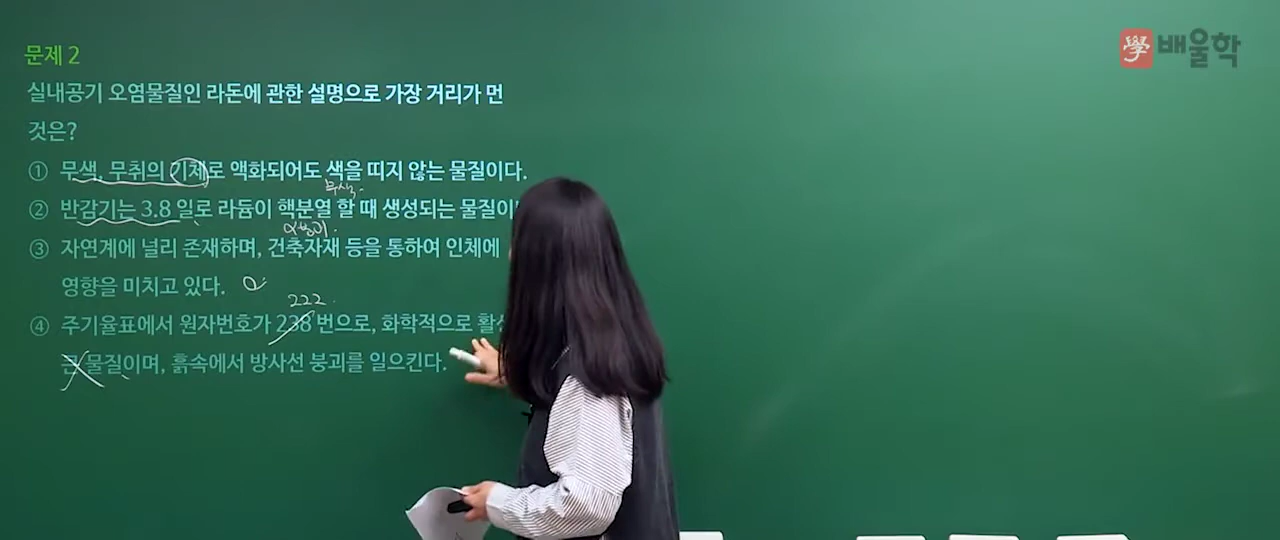 學 배울학
문제 2
실내공기 오염물질인 라돈에 관한 설명으로 가장 거리가 먼
것은?
① 무색, 무취의 기체로 액화되어도 색을 띠지 않는 물질이다.
무색
② 반감기는 3.8 일로 라듐이 핵분열 할 때 생성되는 물질이
α붕괴
③ 자연계에 널리 존재하며, 건축자재 등을 통하여 인체에
영향을 미치고 있다.
222
④ 주기율표에서 원자번호가 238 번으로, 화학적으로
큰 물질이며, 흙속에서 방사선 붕괴를 일으킨다.